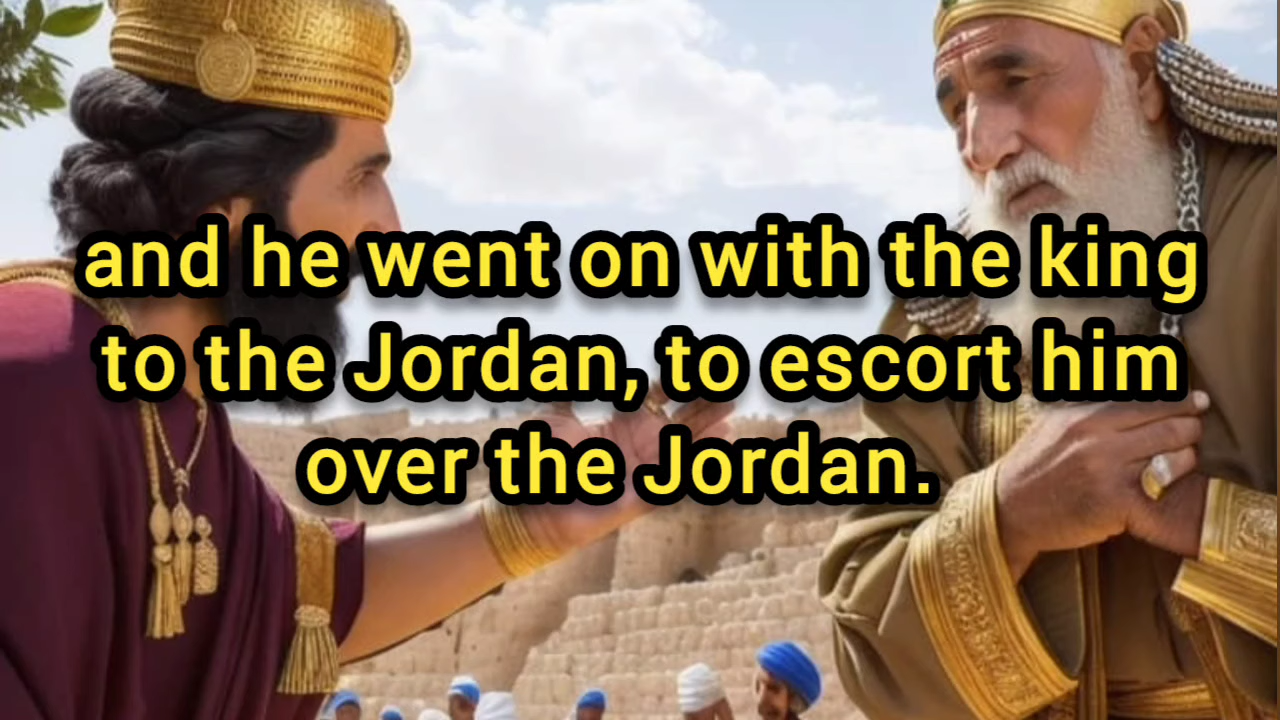 and he went on with the king
to the Jordan, to escort him
over the Jordan.